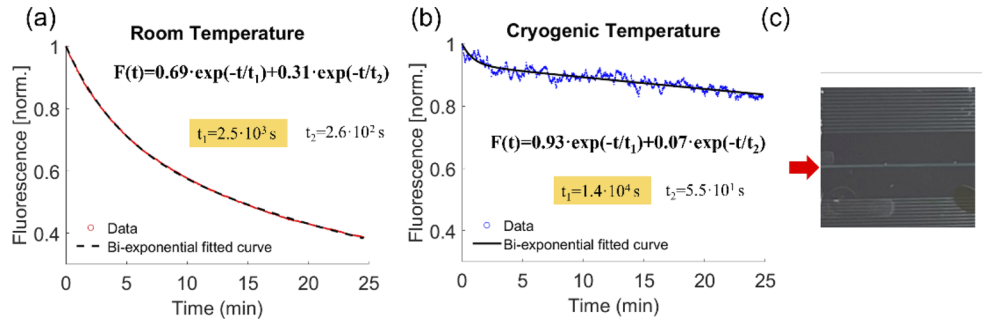 (a)
Room Temperature
F(t)=0.69·exp(-t/t₁)+0.31·exp(-t/t₂)
t₁=2.5·10³ s
t₂=2.6·10² s
Data
Bi-exponential fitted curve
1
0.8
0.6
0.4
Fluorescence [norm.]
0
5
10
15
20
25
Time (min)
(b)
Cryogenic Temperature
F(t)=0.93·exp(-t/t₁)+0.07·exp(-t/t₂)
t₁=1.4·10⁴ s
t₂=5.5·10¹ s
Data
Bi-exponential fitted curve
1
0.8
0.6
0.4
Fluorescence [norm.]
0
5
10
15
20
25
Time (min)
(c)